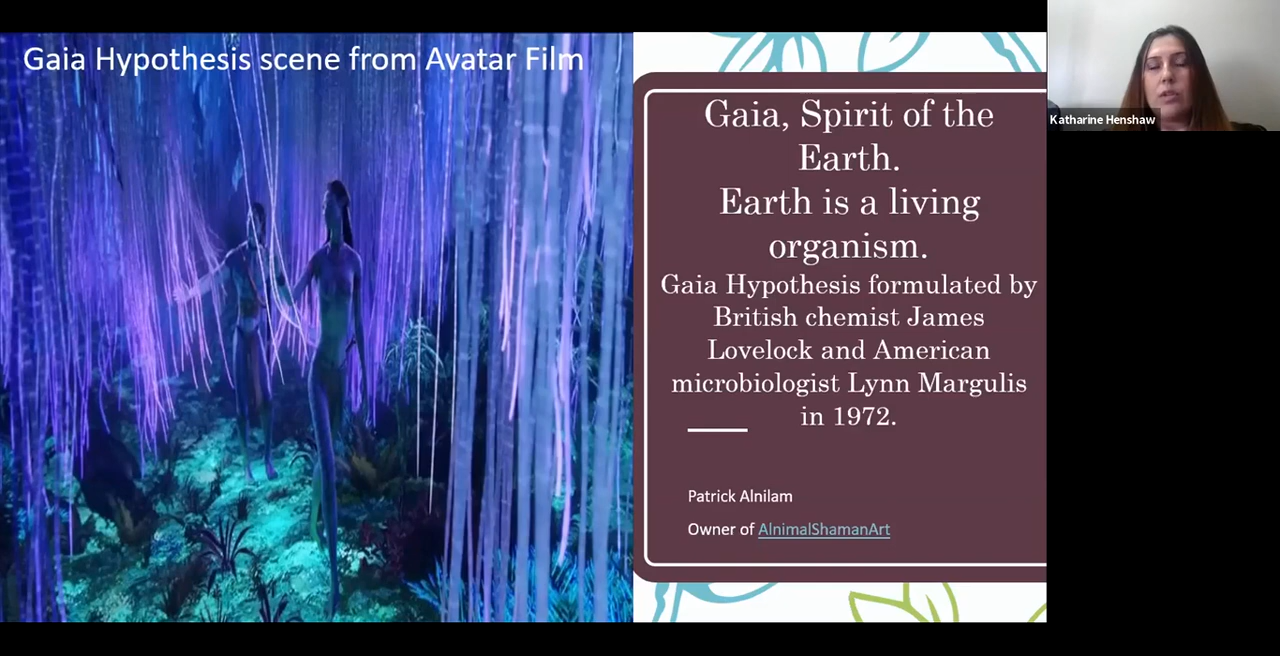 Gaia Hypothesis scene from Avatar Film
Gaia, Spirit of the
Earth.
Earth is a living
organism.
Gaia Hypothesis formulated by
British chemist James
Lovelock and American
microbiologist Lynn Margulis
in 1972.
Patrick Alnilam
Owner of AlnimalShamanArt
Katharine Henshaw